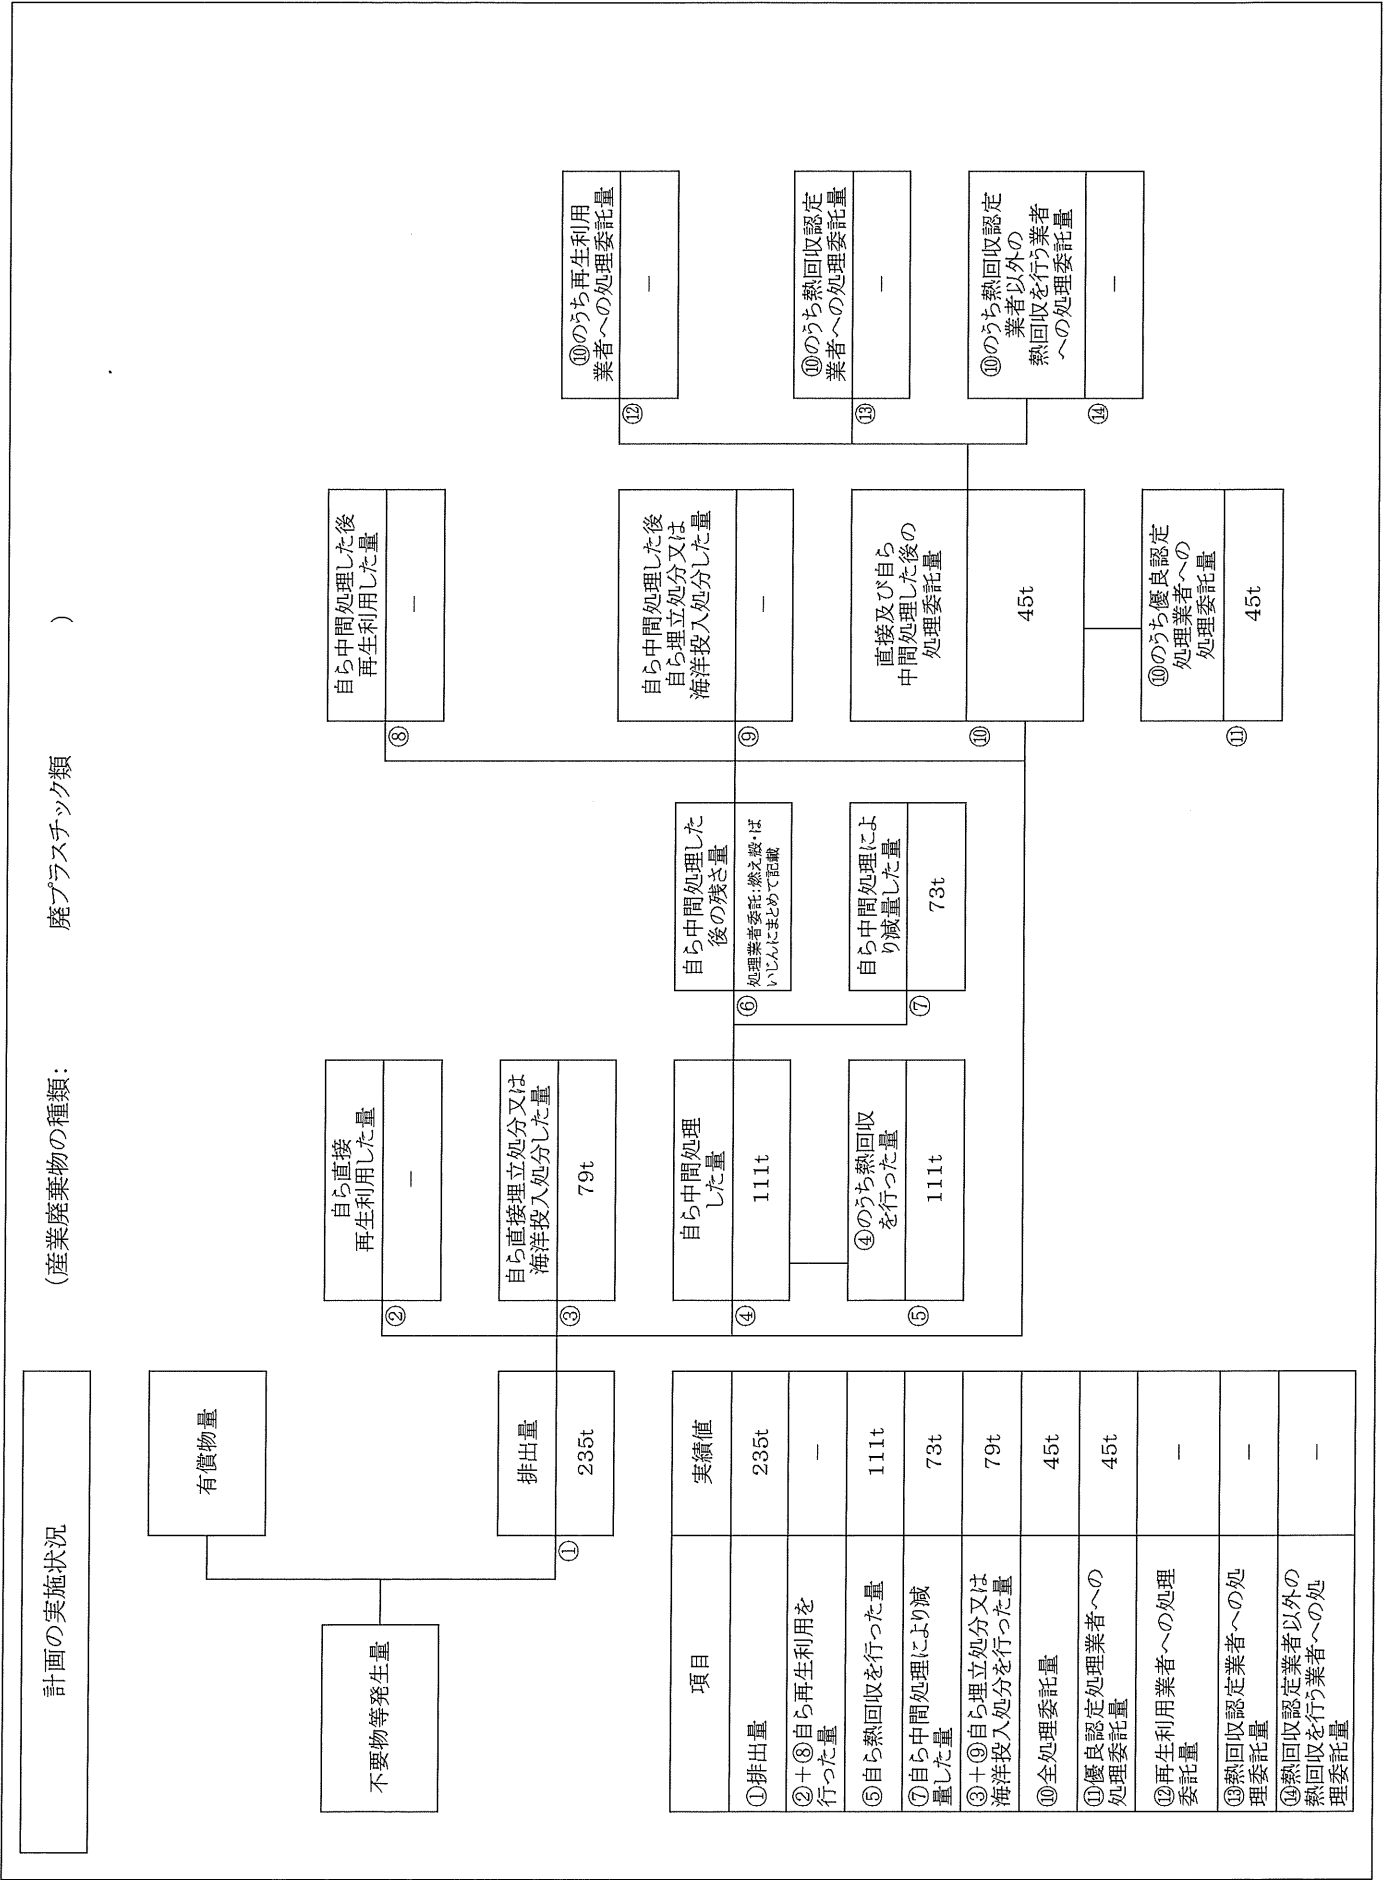 計画の実施状況
(産業廃棄物の種類: 廃プラスチック類 )
不要物等発生量
有償物量
①
排出量
235t
②
自ら直接
再生利用した量
－
③
自ら直接埋立処分又は
海洋投入処分した量
79t
④
自ら中間処理
した量
111t
⑤
④のうち熱回収
を行った量
111t
⑥
自ら中間処理した
後の残さ量
処理業者委託:燃え殻・ば
いじんにまとめて記載
⑦
自ら中間処理によ
り減量した量
73t
⑧
自ら中間処理した後
再生利用した量
－
⑨
自ら中間処理した後
自ら埋立処分又は
海洋投入処分した量
－
⑩
直接及び自ら
中間処理した後の
処理委託量
45t
⑪
⑩のうち優良認定
処理業者への
処理委託量
45t
⑫
⑩のうち再生利用
業者への処理委託量
－
⑬
⑩のうち熱回収認定
業者への処理委託量
－
⑭
⑩のうち熱回収認定
業者以外の
熱回収を行う業者
への処理委託量
－
項目 実績値
①排出量 235t
②+⑧自ら再生利用を
行った量 －
⑤自ら熱回収を行った量 111t
⑦自ら中間処理により減
量した量 73t
③+⑨自ら埋立処分又は
海洋投入処分を行った量 79t
⑩全処理委託量 45t
⑪優良認定処理業者への
処理委託量 45t
⑫再生利用業者への処理
委託量 －
⑬熱回収認定業者への処
理委託量 －
⑭熱回収認定業者以外の
熱回収を行う業者への処
理委託量 －